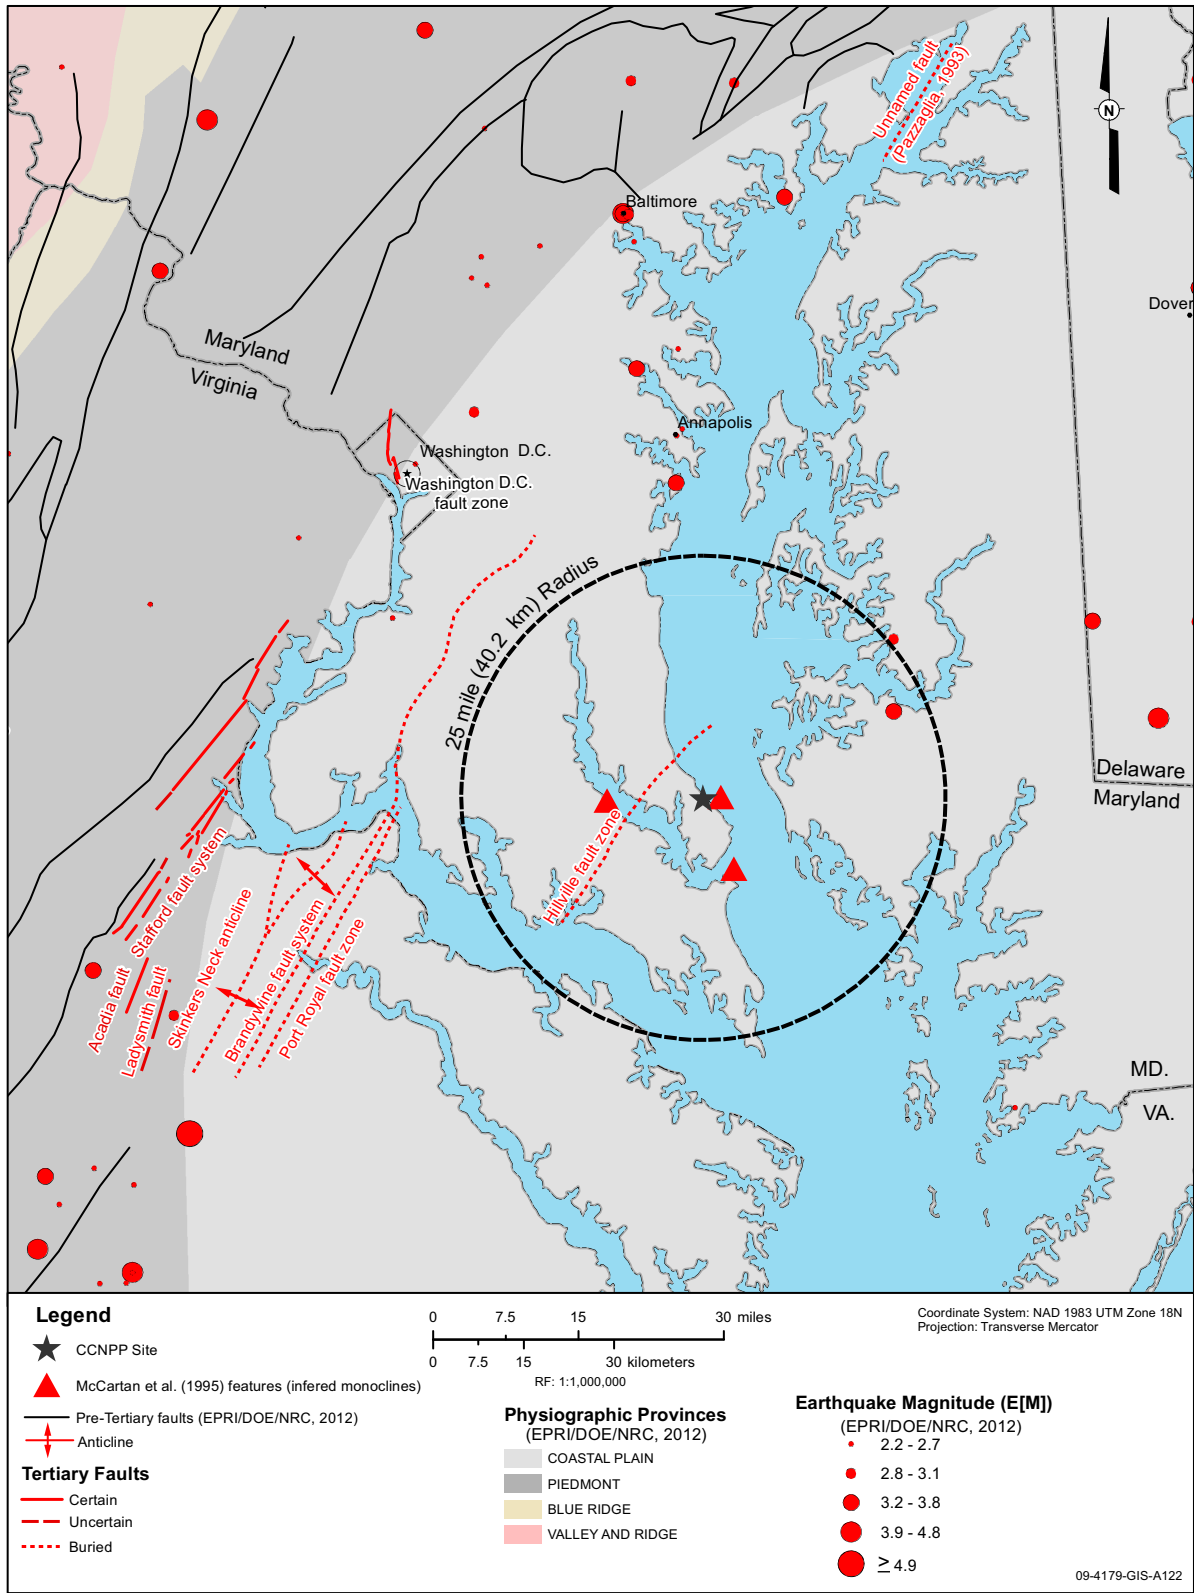 Unnamed fault
(Pazzaglia, 1993)
N
Baltimore
Dover
Maryland
Virginia
Annapolis
Washington D.C.
Washington D.C.
fault zone
25 mile (40.2 km) Radius
Delaware
Maryland
Hillville fault zone
Stafford fault system
Skinkers Neck anticline
Brandywine fault system
Port Royal fault zone
Acadia fault
Ladysmith fault
MD.
VA.
Legend
CCNPP Site
McCartan et al. (1995) features (infered monoclines)
Pre-Tertiary faults (EPRI/DOE/NRC, 2012)
Anticline
Tertiary Faults
Certain
Uncertain
Buried
0 7.5 15 30 miles
0 7.5 15 30 kilometers
RF: 1:1,000,000
Physiographic Provinces
(EPRI/DOE/NRC, 2012)
COASTAL PLAIN
PIEDMONT
BLUE RIDGE
VALLEY AND RIDGE
Coordinate System: NAD 1983 UTM Zone 18N
Projection: Transverse Mercator
Earthquake Magnitude (E[M])
(EPRI/DOE/NRC, 2012)
2.2 - 2.7
2.8 - 3.1
3.2 - 3.8
3.9 - 4.8
≥ 4.9
09-4179-GIS-A122